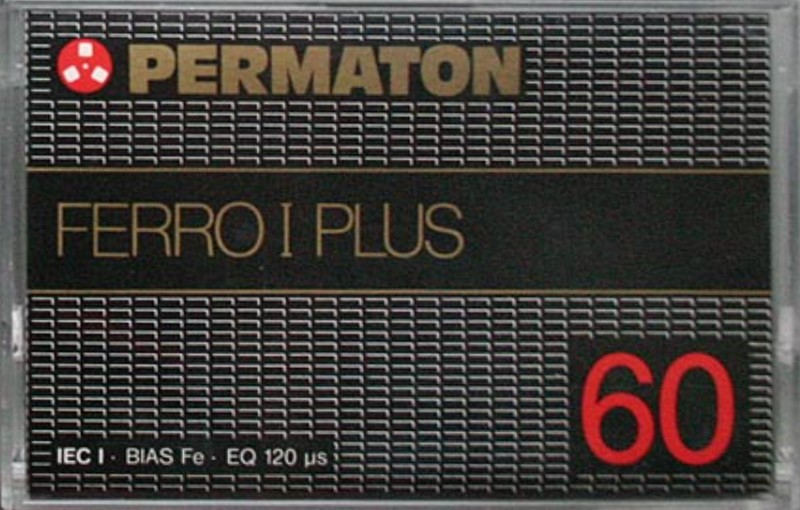 PERMATON
FERRO I PLUS
60
IEC I · BIAS Fe · EQ 120 µs